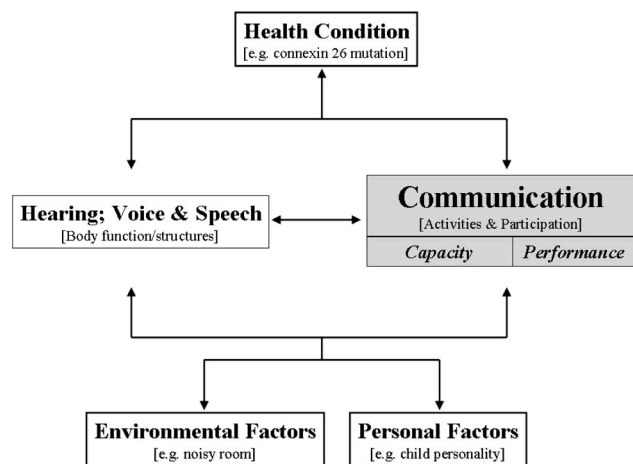 Health Condition
[e.g. connexin 26 mutation]
Hearing; Voice & Speech
[Body function/structures]
Communication
[Activities & Participation]
Capacity
Performance
Environmental Factors
[e.g. noisy room]
Personal Factors
[e.g. child personality]